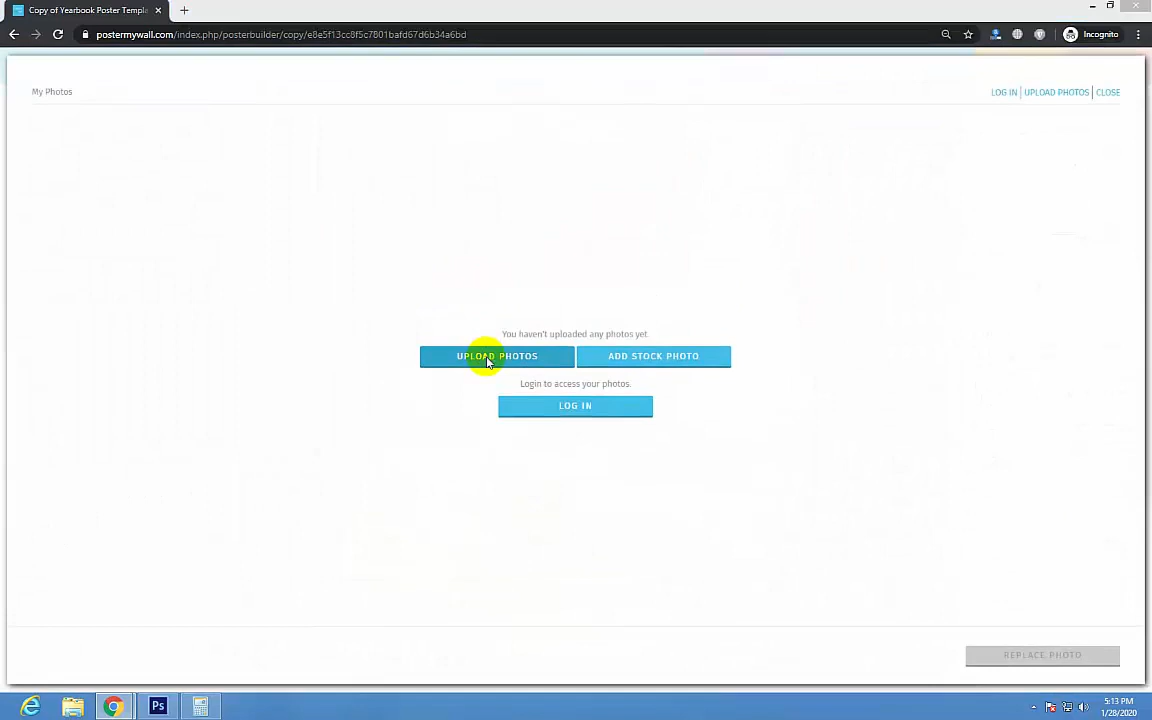 Copy of Yearbook Poster Templa
postermywall.com/index.php/posterbuilder/copy/e8e5f13cc8f5c7801bafd67d6b34a6bd
Incognito
My Photos
LOG IN | UPLOAD PHOTOS | CLOSE
You haven't uploaded any photos yet.
UPLOAD PHOTOS
ADD STOCK PHOTO
Login to access your photos.
LOG IN
REPLACE PHOTO
Ps
5:13 PM
1/28/2020